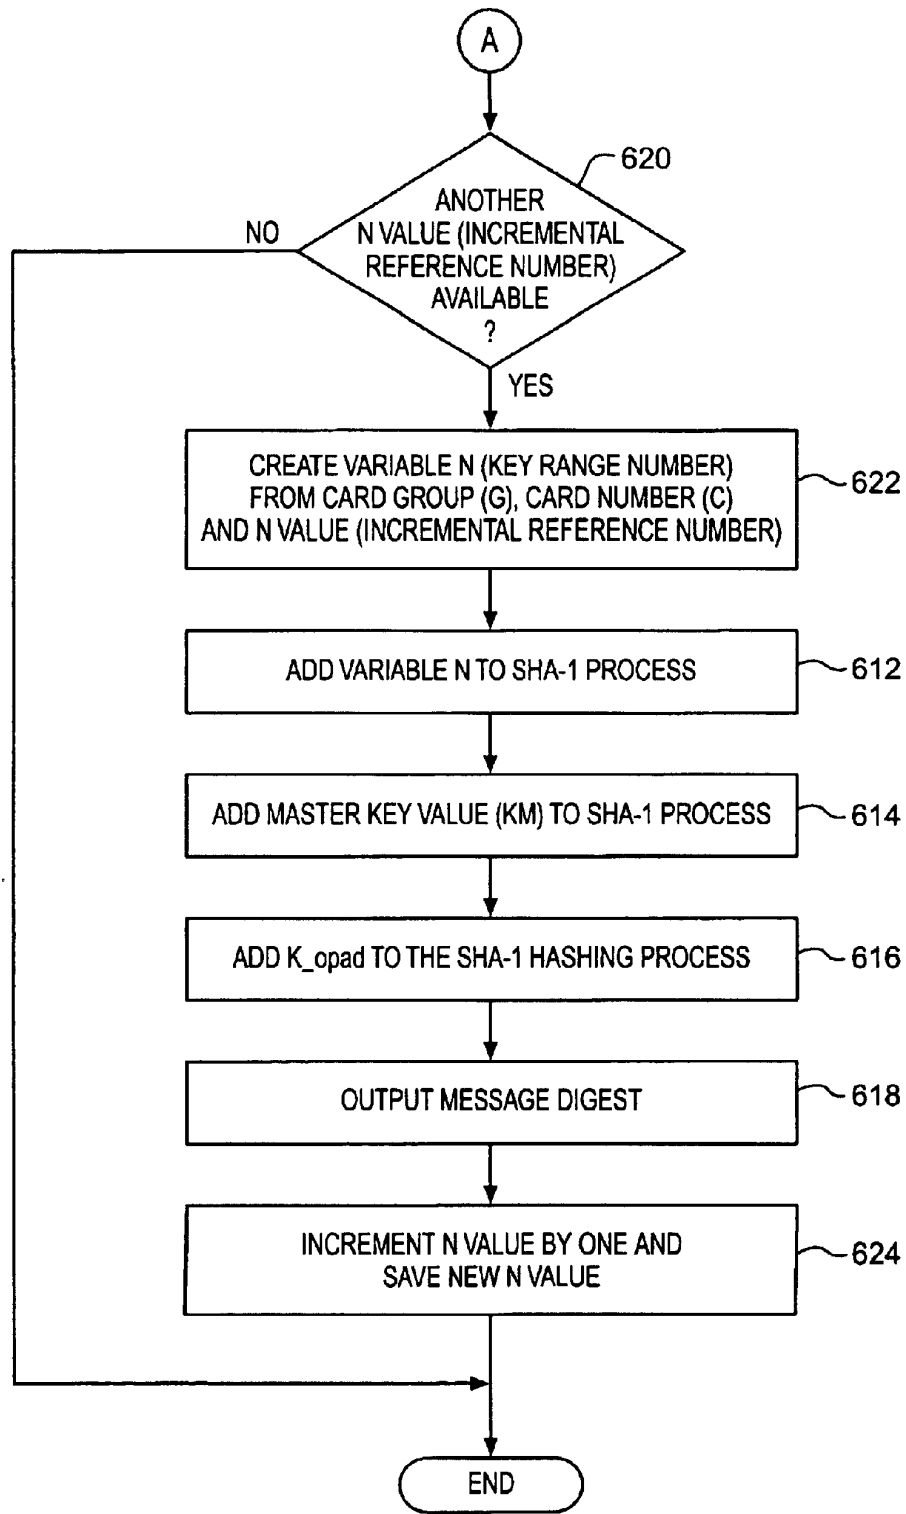 A
620
ANOTHER
N VALUE (INCREMENTAL
REFERENCE NUMBER)
AVAILABLE
?
NO
YES
CREATE VARIABLE N (KEY RANGE NUMBER)
FROM CARD GROUP (G), CARD NUMBER (C)
AND N VALUE (INCREMENTAL REFERENCE NUMBER)
622
ADD VARIABLE N TO SHA-1 PROCESS
612
ADD MASTER KEY VALUE (KM) TO SHA-1 PROCESS
614
ADD K_opad TO THE SHA-1 HASHING PROCESS
616
OUTPUT MESSAGE DIGEST
618
INCREMENT N VALUE BY ONE AND
SAVE NEW N VALUE
624
END